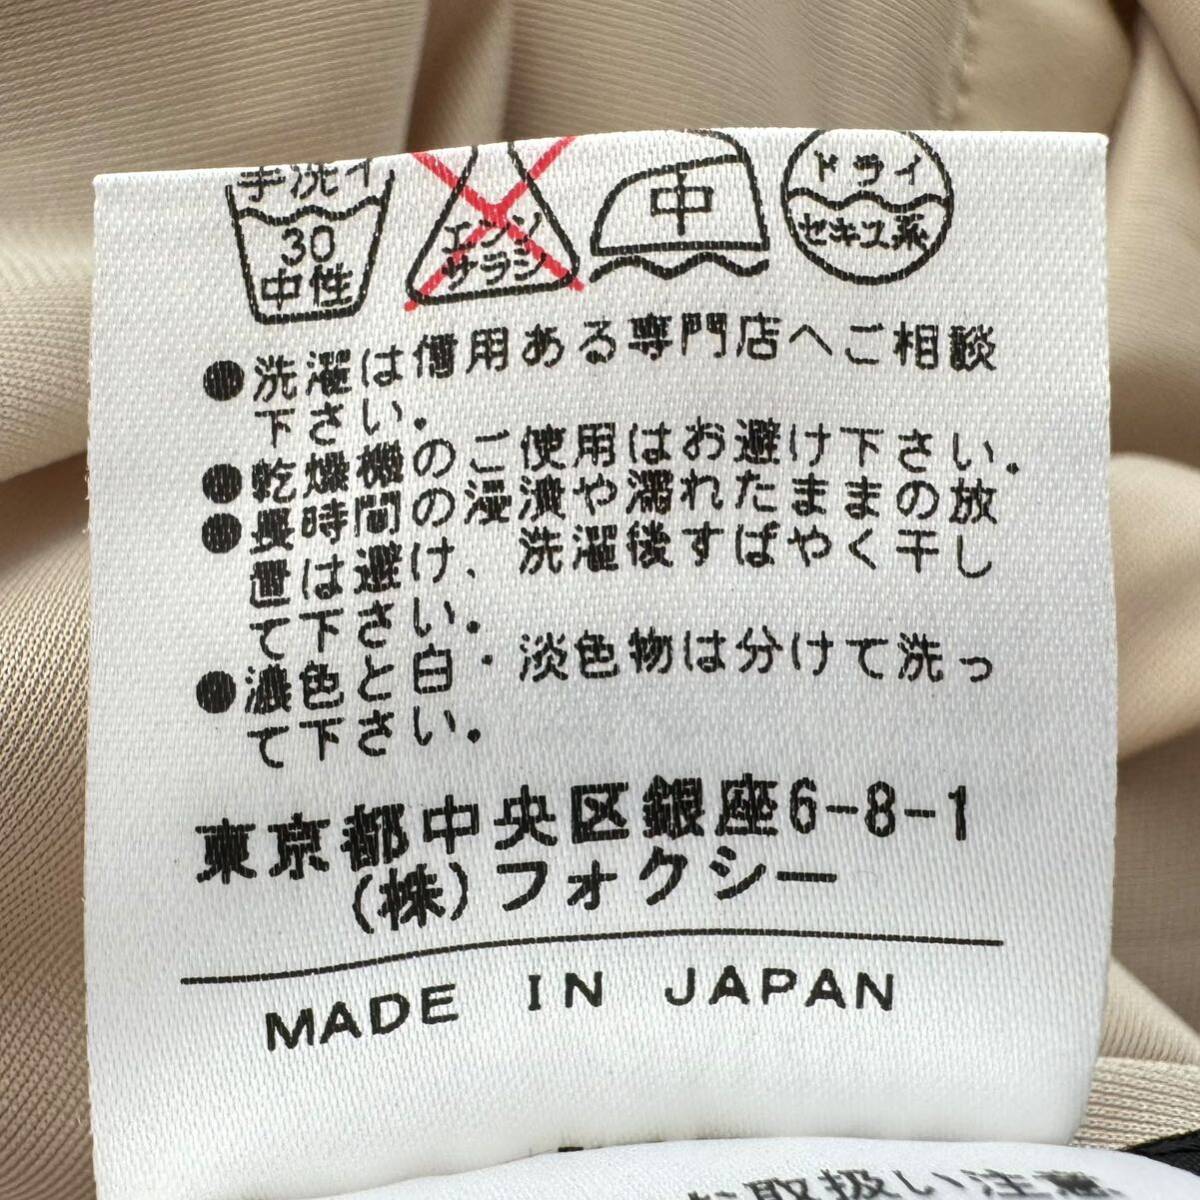 手洗イ
30
中性
エンソ
サラシ
中
ドライ
セキユ系
●洗濯は信用ある専門店へご相談
下さい.
●乾燥機のご使用はお避け下さい.
●長時間の浸漬や濡れたままの放
置は避け、洗濯後すばやく干し
て下さい.
●濃色と白・淡色物は分けて洗っ
て下さい.
東京都中央区銀座6-8-1
(株)フォクシー
MADE IN JAPAN
お取扱い注意